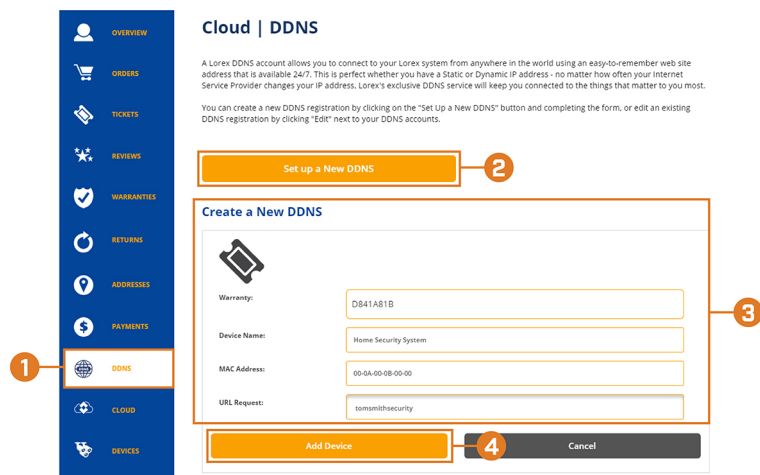 Cloud | DDNS
A Lorex DDNS account allows you to connect to your Lorex system from anywhere in the world using an easy-to-remember web site
address that is available 24/7. This is perfect whether you have a Static or Dynamic IP address - no matter how often your Internet
Service Provider changes your IP address, Lorex's exclusive DDNS service will keep you connected to the things that matter to you most.
You can create a new DDNS registration by clicking on the "Set Up a New DDNS" button and completing the form, or edit an existing
DDNS registration by clicking "Edit" next to your DDNS accounts.
OVERVIEW
ORDERS
TICKETS
REVIEWS
WARRANTIES
RETURNS
ADDRESSES
$
PAYMENTS
1
DDNS
CLOUD
DEVICES
Set up a New DDNS
2
Create a New DDNS
3
Warranty:
D841A81B
Device Name:
Home Security System
MAC Address:
00-0A-00-0B-00-00
URL Request:
tomsmithsecurity
Add Device
4
Cancel